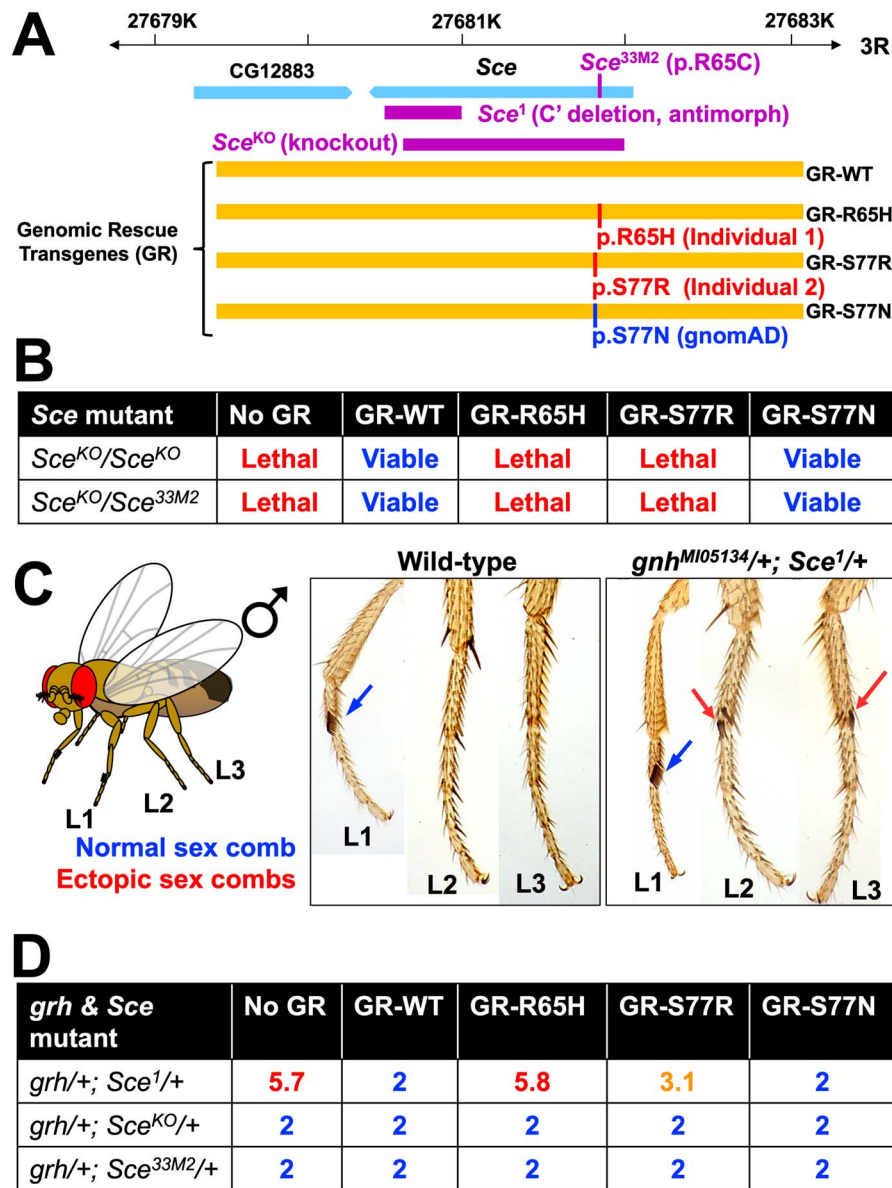 A
27679K 27681K 27683K
3R
CG12883 Sce Sce33M2 (p.R65C)
Sce1 (C' deletion, antimorph)
SceKO (knockout)
GR-WT
Genomic Rescue
Transgenes (GR)
GR-R65H
p.R65H (Individual 1)
GR-S77R
p.S77R (Individual 2)
GR-S77N
p.S77N (gnomAD)
B
Sce mutant No GR GR-WT GR-R65H GR-S77R GR-S77N
SceKO/SceKO Lethal Viable Lethal Lethal Viable
SceKO/Sce33M2 Lethal Viable Lethal Lethal Viable
C
Wild-type gnhMI05134/+; Sce1/+
L1 L2 L3
Normal sex comb
Ectopic sex combs
L1 L2 L3
L1 L2 L3
D
grh & Sce
mutant
No GR GR-WT GR-R65H GR-S77R GR-S77N
grh/+; Sce1/+ 5.7 2 5.8 3.1 2
grh/+; SceKO/+ 2 2 2 2 2
grh/+; Sce33M2/+ 2 2 2 2 2